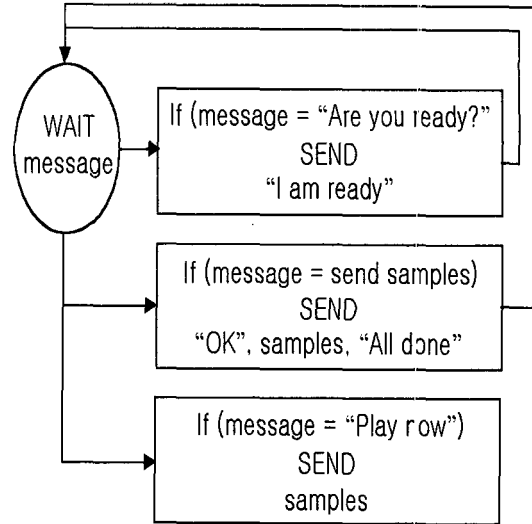 WAIT
message
If (message = “Are you ready?”
SEND
“I am ready”
If (message = send samples)
SEND
“OK”, samples, “All done”
If (message = “Play row”)
SEND
samples